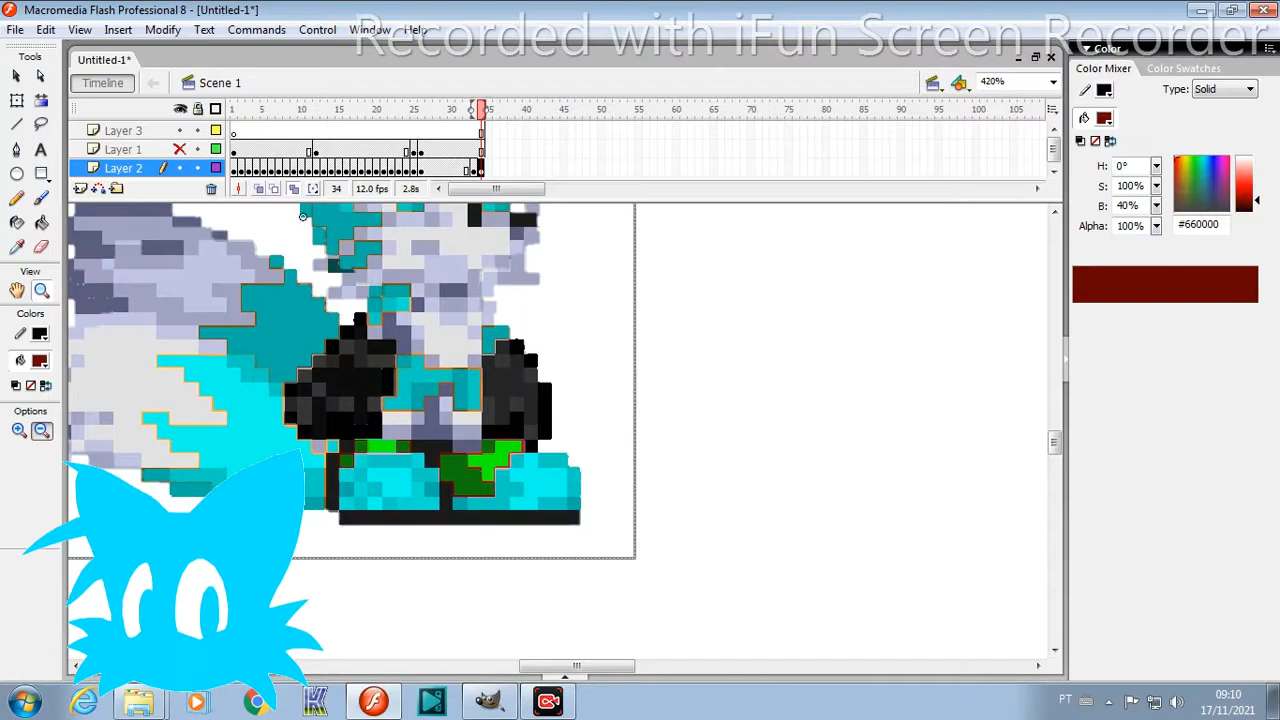 Macromedia Flash Professional 8 - [Untitled-1*]
File Edit View Insert Modify Text Commands Control Window Help
Recorded with iFun Screen Recorder
Tools
Untitled-1*
Timeline
Scene 1
420%
1 5 10 15 20 25 30 35 40 45 50 55 60 65 70 75 80 85 90 95 100 105
Layer 3
Layer 1
Layer 2
34 12.0 fps 2.8s
View
Colors
Options
Color
Color Mixer Color Swatches
Type: Solid
H: 0°
S: 100%
B: 40%
Alpha: 100% #660000
PT
09:10
17/11/2021